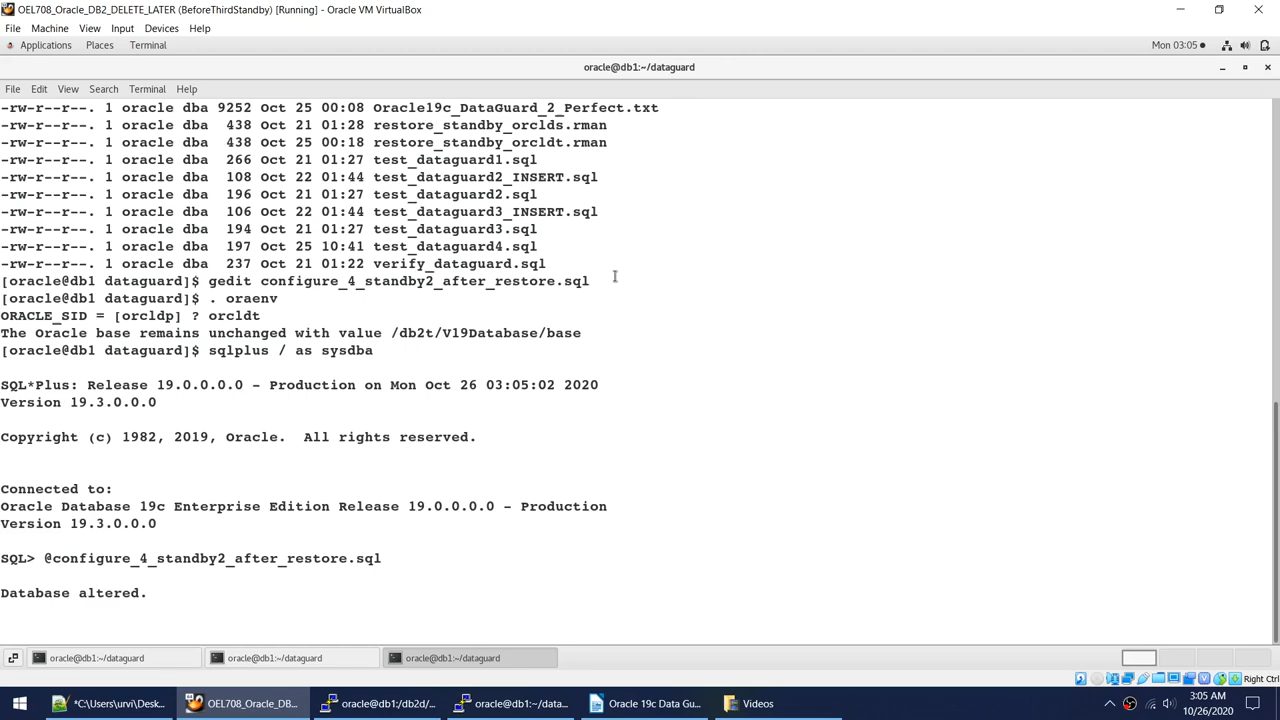 OEL708_Oracle_DB2_DELETE_LATER (BeforeThirdStandby) [Running] - Oracle VM VirtualBox
File Machine View Input Devices Help
Applications Places Terminal Mon 03:05
oracle@db1:~/dataguard
File Edit View Search Terminal Help
-rw-r--r--. 1 oracle dba 9252 Oct 25 00:08 Oracle19c_DataGuard_2_Perfect.txt
-rw-r--r--. 1 oracle dba  438 Oct 21 01:28 restore_standby_orclds.rman
-rw-r--r--. 1 oracle dba  438 Oct 25 00:18 restore_standby_orcldt.rman
-rw-r--r--. 1 oracle dba  266 Oct 21 01:27 test_dataguard1.sql
-rw-r--r--. 1 oracle dba  108 Oct 22 01:44 test_dataguard2_INSERT.sql
-rw-r--r--. 1 oracle dba  196 Oct 21 01:27 test_dataguard2.sql
-rw-r--r--. 1 oracle dba  106 Oct 22 01:44 test_dataguard3_INSERT.sql
-rw-r--r--. 1 oracle dba  194 Oct 21 01:27 test_dataguard3.sql
-rw-r--r--. 1 oracle dba  197 Oct 25 10:41 test_dataguard4.sql
-rw-r--r--. 1 oracle dba  237 Oct 21 01:22 verify_dataguard.sql
[oracle@db1 dataguard]$ gedit configure_4_standby2_after_restore.sql
[oracle@db1 dataguard]$ . oraenv
ORACLE_SID = [orcldp] ? orcldt
The Oracle base remains unchanged with value /db2t/V19Database/base
[oracle@db1 dataguard]$ sqlplus / as sysdba
SQL*Plus: Release 19.0.0.0.0 - Production on Mon Oct 26 03:05:02 2020
Version 19.3.0.0.0
Copyright (c) 1982, 2019, Oracle.  All rights reserved.
Connected to:
Oracle Database 19c Enterprise Edition Release 19.0.0.0.0 - Production
Version 19.3.0.0.0
SQL> @configure_4_standby2_after_restore.sql
Database altered.
oracle@db1:~/dataguard oracle@db1:~/dataguard oracle@db1:~/dataguard
Right Ctrl
*C:\Users\urvi\Desk... OEL708_Oracle_DB... oracle@db1:/db2d/... oracle@db1:~/data... Oracle 19c Data Gu... Videos
3:05 AM
10/26/2020